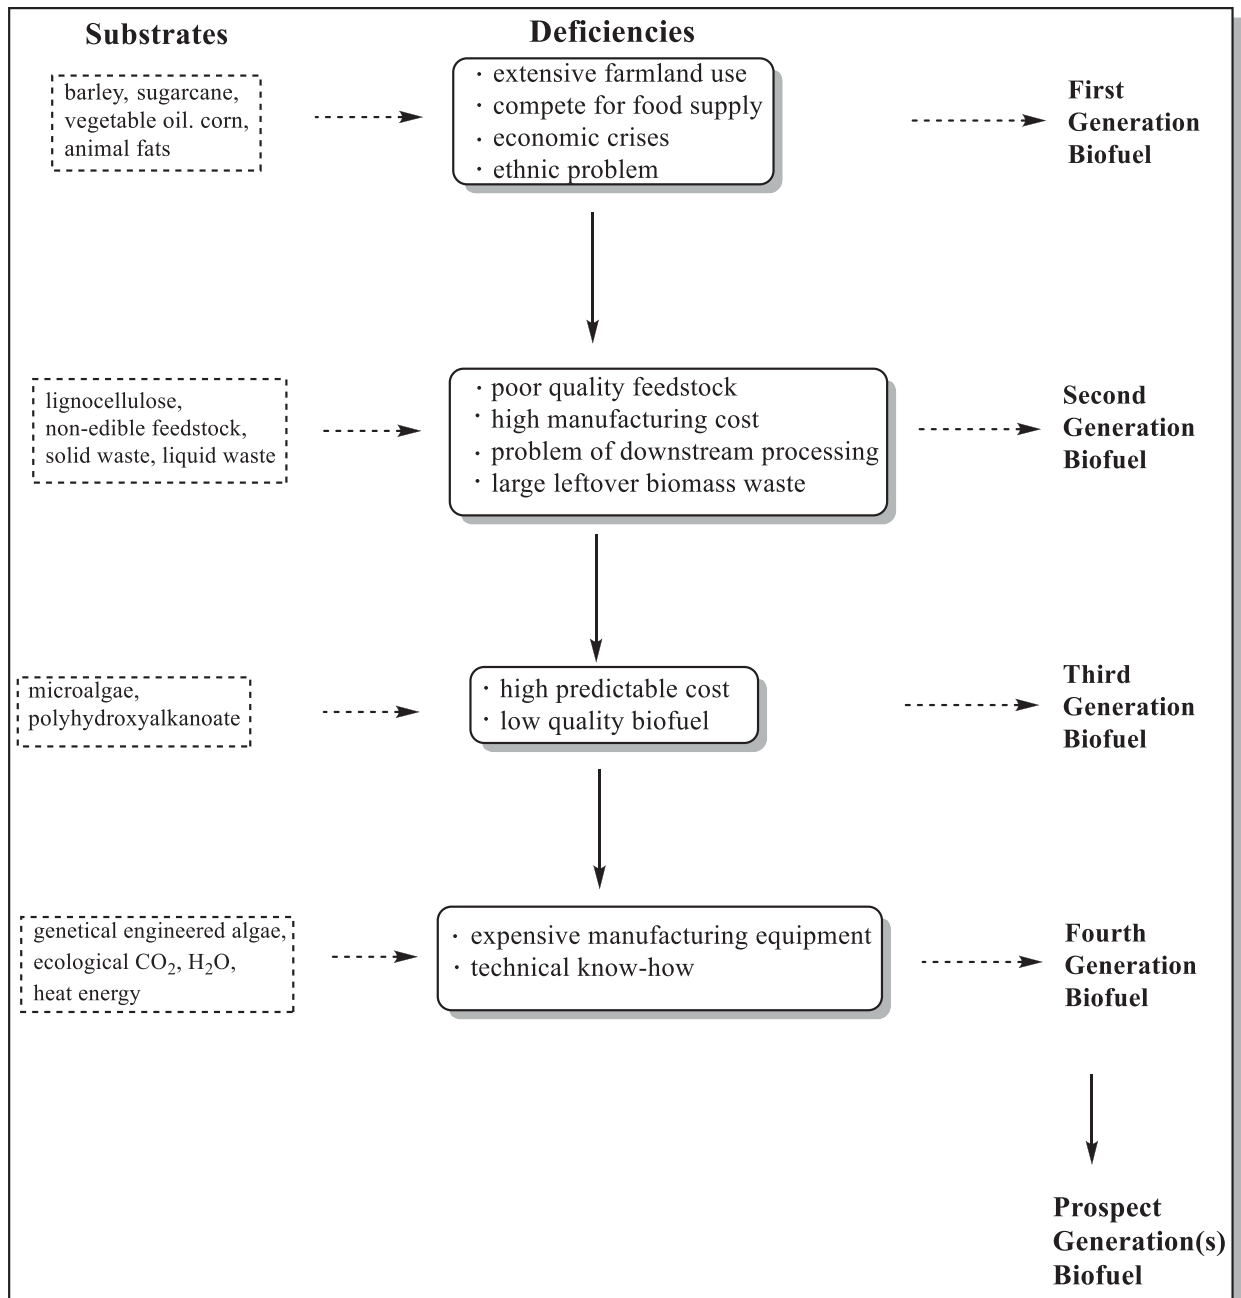 Substrates
Deficiencies
barley, sugarcane,
vegetable oil. corn,
animal fats
· extensive farmland use
· compete for food supply
· economic crises
· ethnic problem
First
Generation
Biofuel
lignocellulose,
non-edible feedstock,
solid waste, liquid waste
· poor quality feedstock
· high manufacturing cost
· problem of downstream processing
· large leftover biomass waste
Second
Generation
Biofuel
microalgae,
polyhydroxyalkanoate
· high predictable cost
· low quality biofuel
Third
Generation
Biofuel
genetical engineered algae,
ecological CO₂, H₂O,
heat energy
· expensive manufacturing equipment
· technical know-how
Fourth
Generation
Biofuel
Prospect
Generation(s)
Biofuel